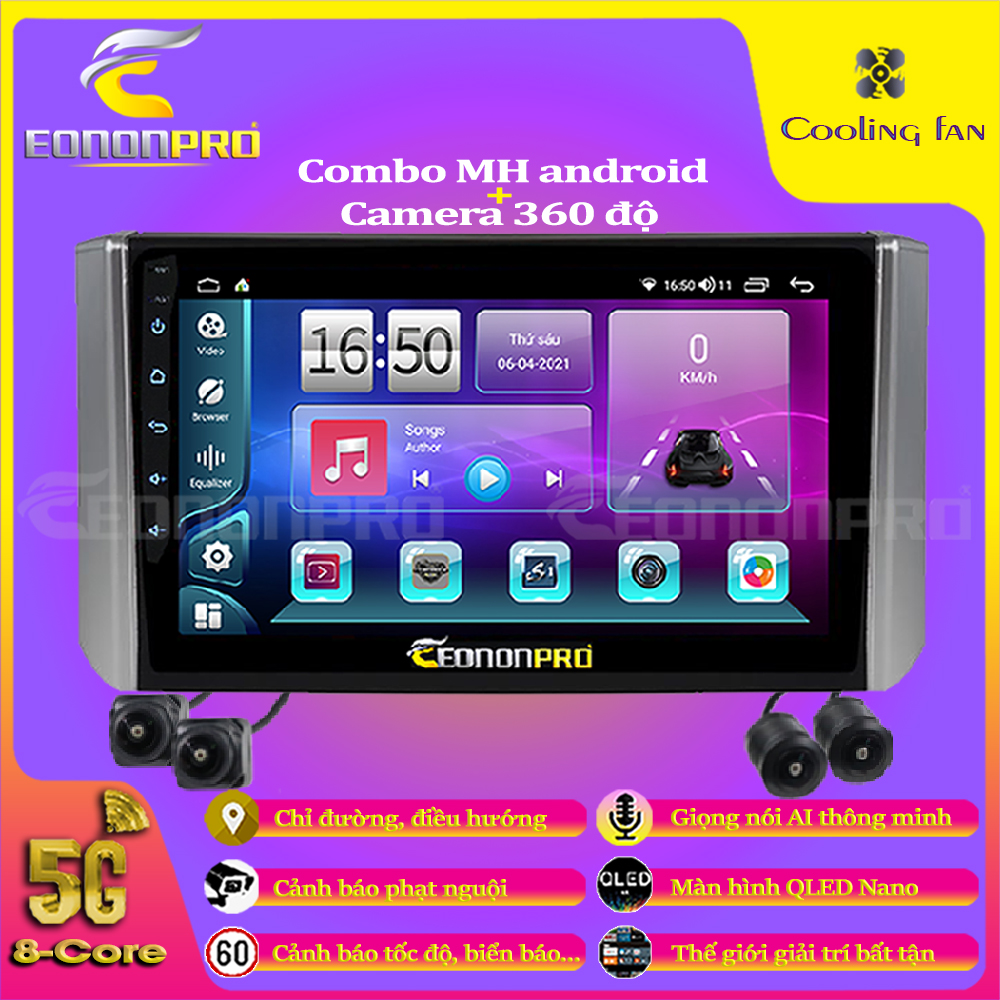 EONONPRO
Cooling fan
Combo MH android
+
Camera 360 độ
16:50
11
Video
Browser
Equalizer
16:50
Thứ sáu
06-04-2021
0
KM/h
Songs
Author
EONONPRO
EONONPRO
EONONPRO
5G
8-Core
Chỉ đường, điều hướng
Giọng nói AI thông minh
Cảnh báo phạt nguội
QLED
Màn hình QLED Nano
60
Cảnh báo tốc độ, biển báo...
Thế giới giải trí bất tận